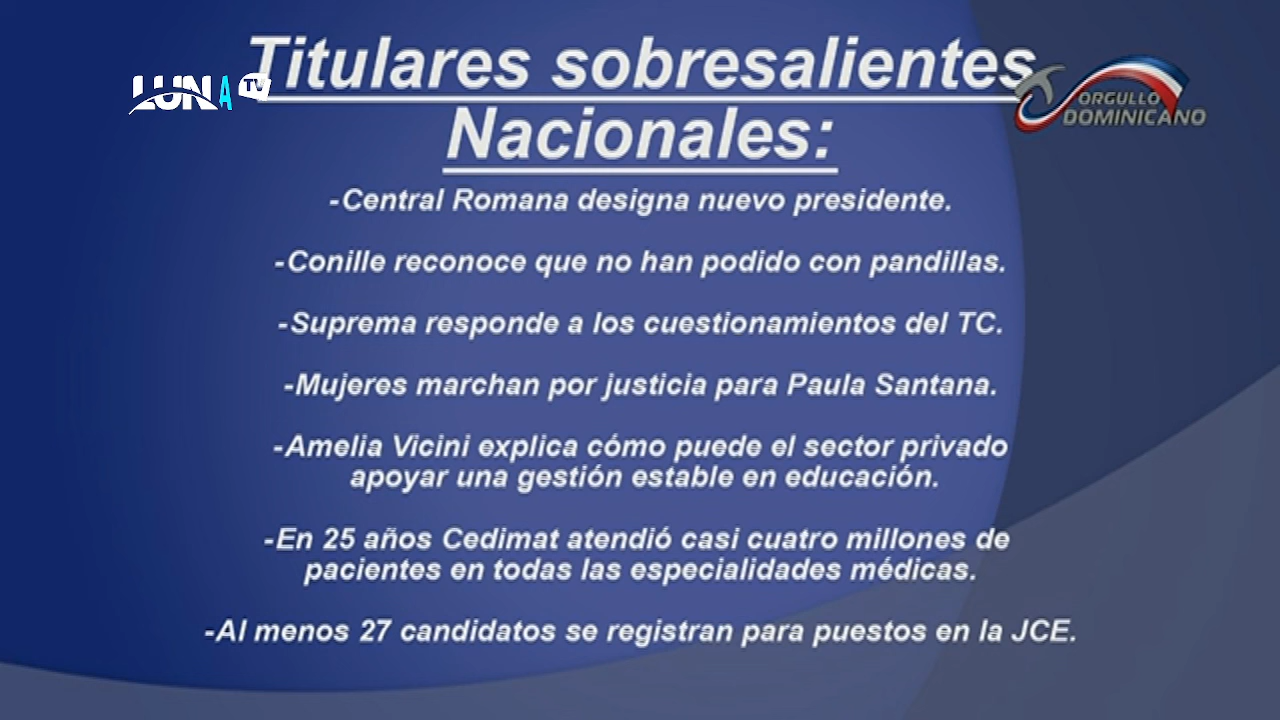 Titulares sobresalientes
LUNA TV
ORGULLO
DOMINICANO
Nacionales:
-Central Romana designa nuevo presidente.
-Conille reconoce que no han podido con pandillas.
-Suprema responde a los cuestionamientos del TC.
-Mujeres marchan por justicia para Paula Santana.
-Amelia Vicini explica cómo puede el sector privado
apoyar una gestión estable en educación.
-En 25 años Cedimat atendió casi cuatro millones de
pacientes en todas las especialidades médicas.
-Al menos 27 candidatos se registran para puestos en la JCE.